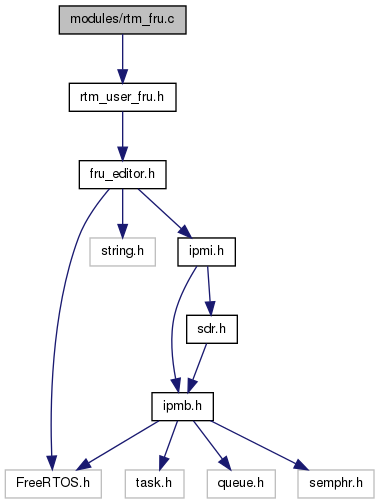 modules/rtm_fru.c
rtm_user_fru.h
fru_editor.h
string.h
ipmi.h
sdr.h
ipmb.h
FreeRTOS.h
task.h
queue.h
semphr.h